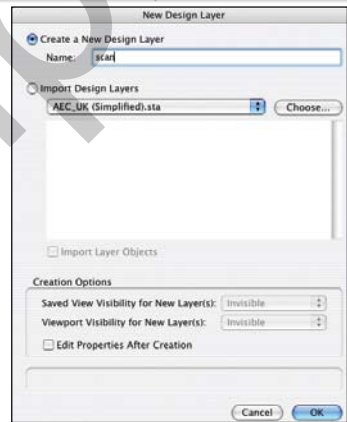 New Design Layer
Create a New Design Layer
Name: scan
Import Design Layers
AEC_UK (Simplified).sta Choose...
Import Layer Objects
Creation Options
Saved View Visibility for New Layer(s): Invisible
Viewport Visibility for New Layer(s): Invisible
Edit Properties After Creation
Cancel OK